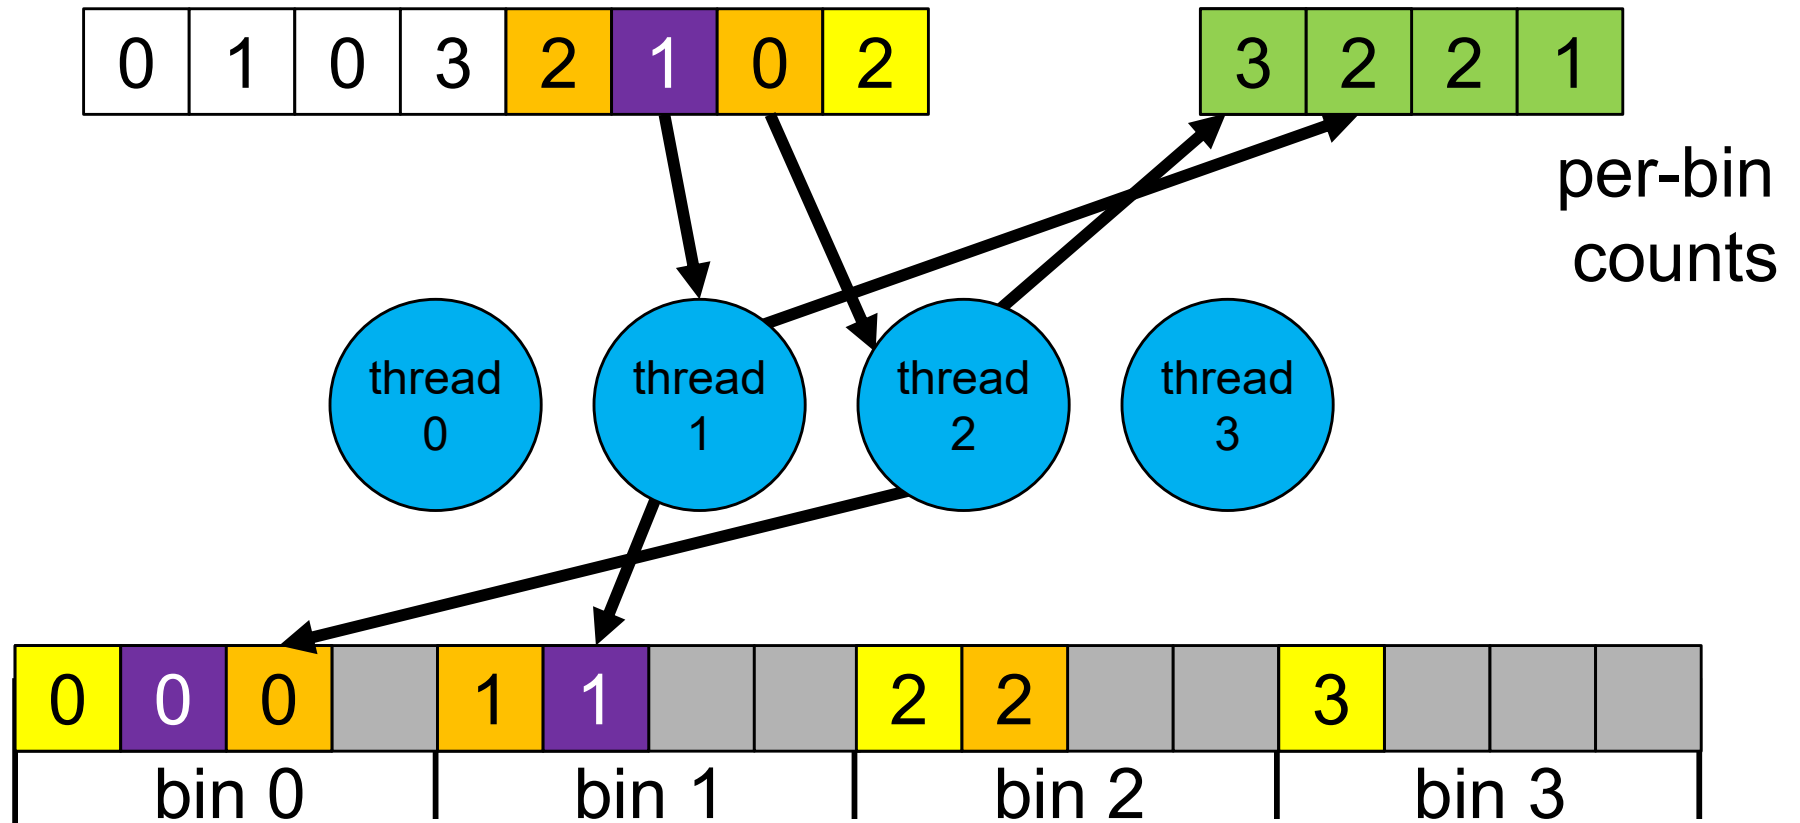 0 1 0 3 2 1 0 2
3 2 2 1
per-bin
counts
thread
0
thread
1
thread
2
thread
3
0 0 0 1 1 2 2 3
bin 0 bin 1 bin 2 bin 3